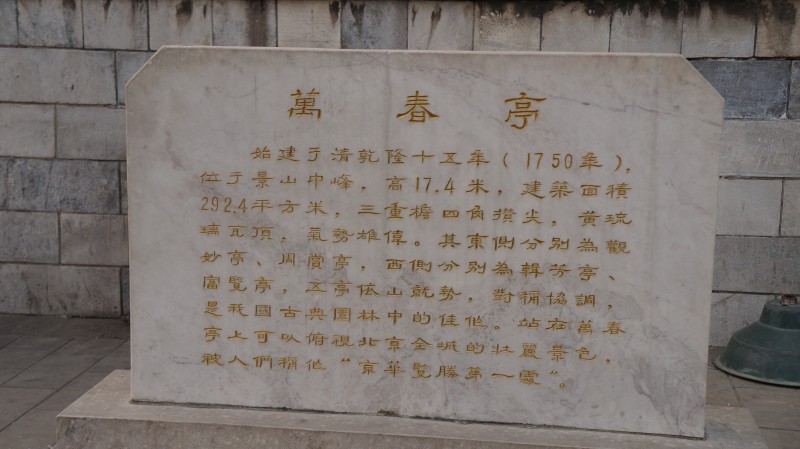 萬春亭
始建于清乾隆十五年（1750年），
位于景山中峰，高17.4米，建築面積
292.4平方米，三重檐四角攢尖，黄琉
璃瓦頂，氣勢雄偉。其東側分别為觀
妙亭、周賞亭，西側分别為輯芳亭、
富覽亭，五亭依山就勢，對稱協調，
是我國古典園林中的佳作。站在萬春
亭上可以俯視北京全城的壯麗景色，
被人們稱作“京華覽勝第一處”。